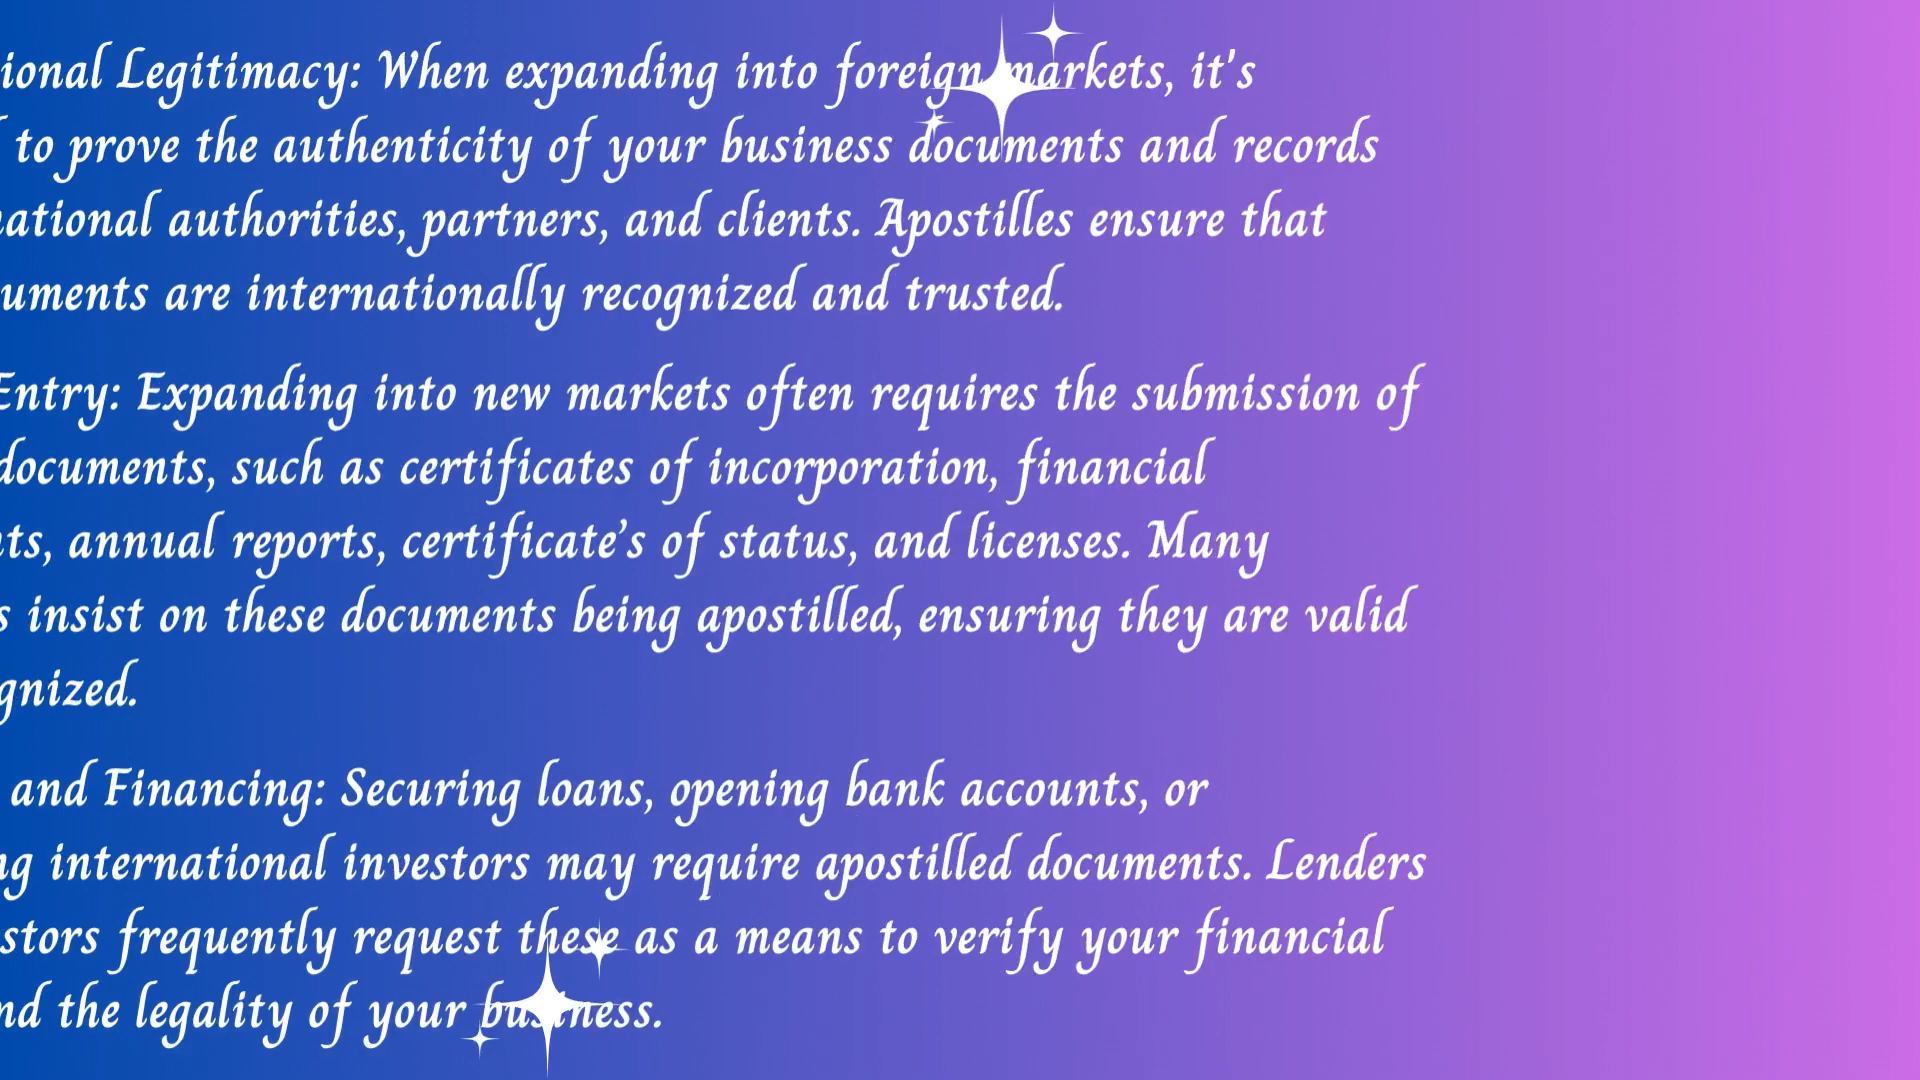 ional Legitimacy: When expanding into foreign markets, it's
to prove the authenticity of your business documents and records
national authorities, partners, and clients. Apostilles ensure that
uments are internationally recognized and trusted.
Entry: Expanding into new markets often requires the submission of
documents, such as certificates of incorporation, financial
nts, annual reports, certificate’s of status, and licenses. Many
s insist on these documents being apostilled, ensuring they are valid
gnized.
and Financing: Securing loans, opening bank accounts, or
ng international investors may require apostilled documents. Lenders
stors frequently request these as a means to verify your financial
nd the legality of your business.